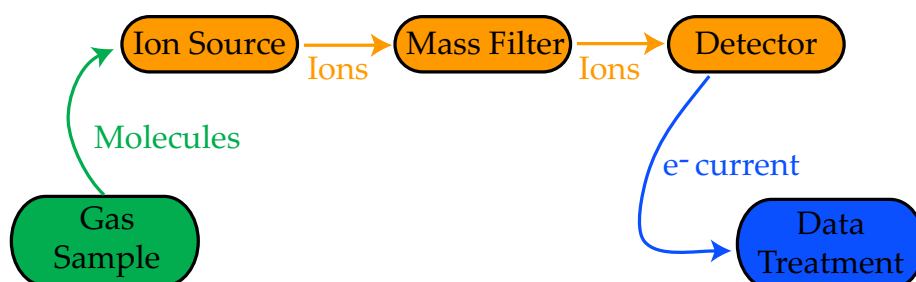 Ion Source
Ions
Mass Filter
Ions
Detector
Molecules
e- current
Gas
Sample
Data
Treatment